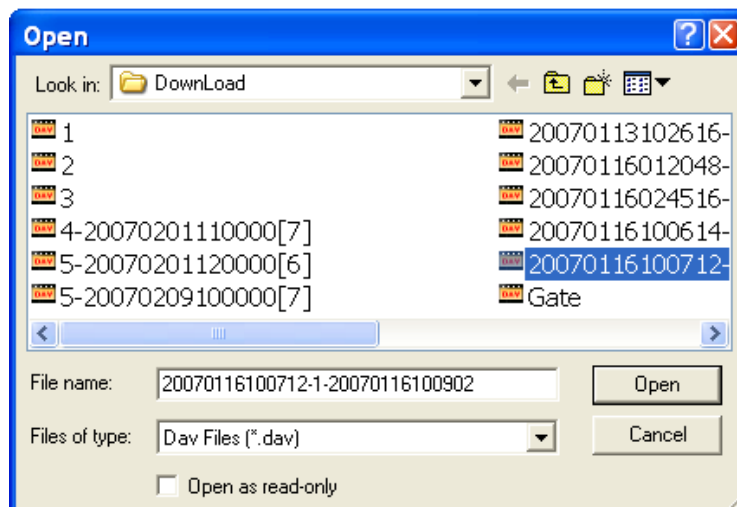 Open
Look in: DownLoad
1
2
3
4-20070201110000[7]
5-20070201120000[6]
5-20070209100000[7]
20070113102616-
20070116012048-
20070116024516-
20070116100614-
20070116100712-
Gate
File name: 20070116100712-1-20070116100902 Open
Files of type: Dav Files (*.dav) Cancel
Open as read-only